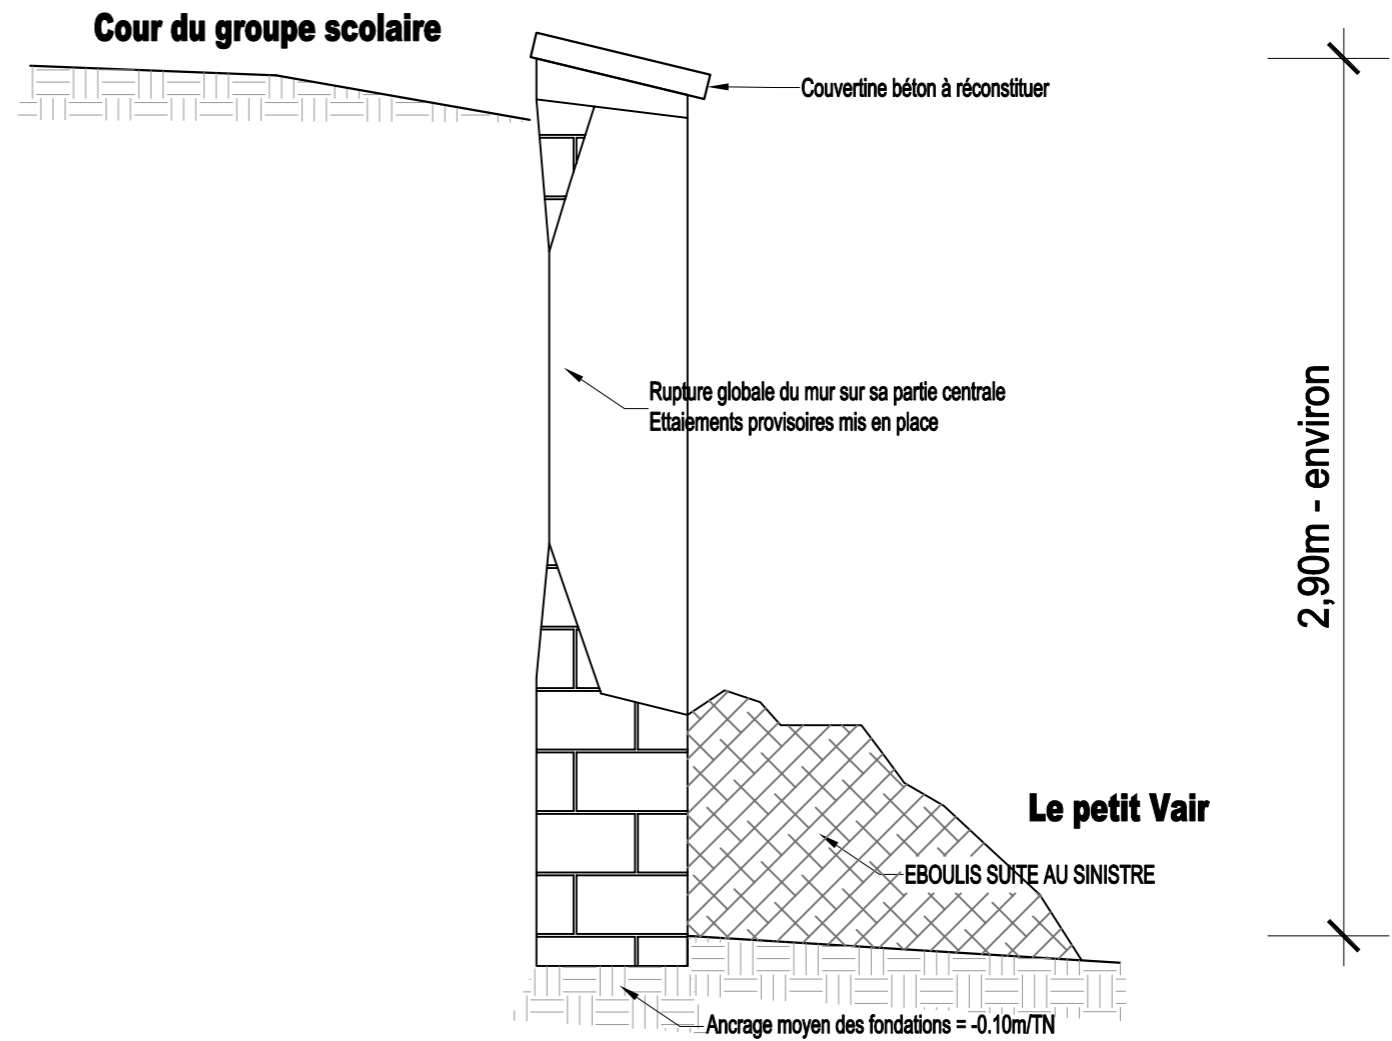 Cour du groupe scolaire
Couvertine béton à réconstituer
Rupture globale du mur sur sa partie centrale
Ettaiements provisoires mis en place
2,90m - environ
Le petit Vair
EBOULIS SUITE AU SINISTRE
Ancrage moyen des fondations = -0.10m/TN